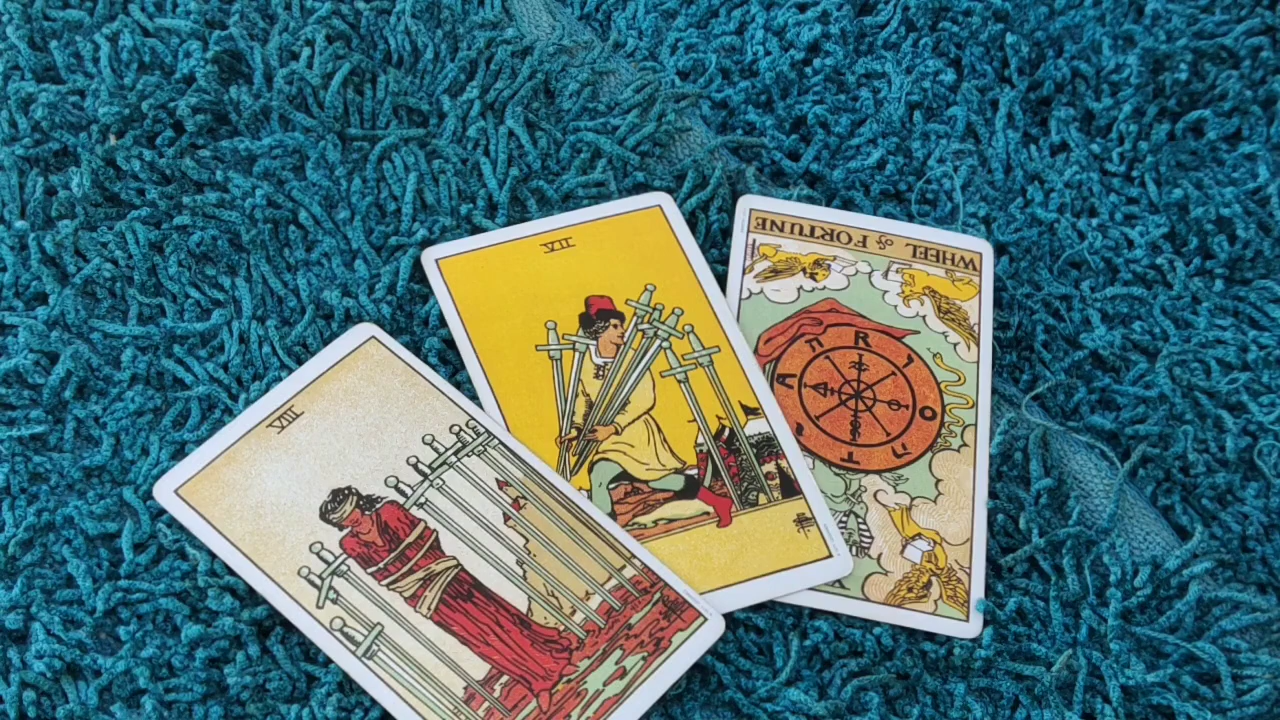 VIII
VII
WHEEL of FORTUNE
X
T A R O
י ה ו ה